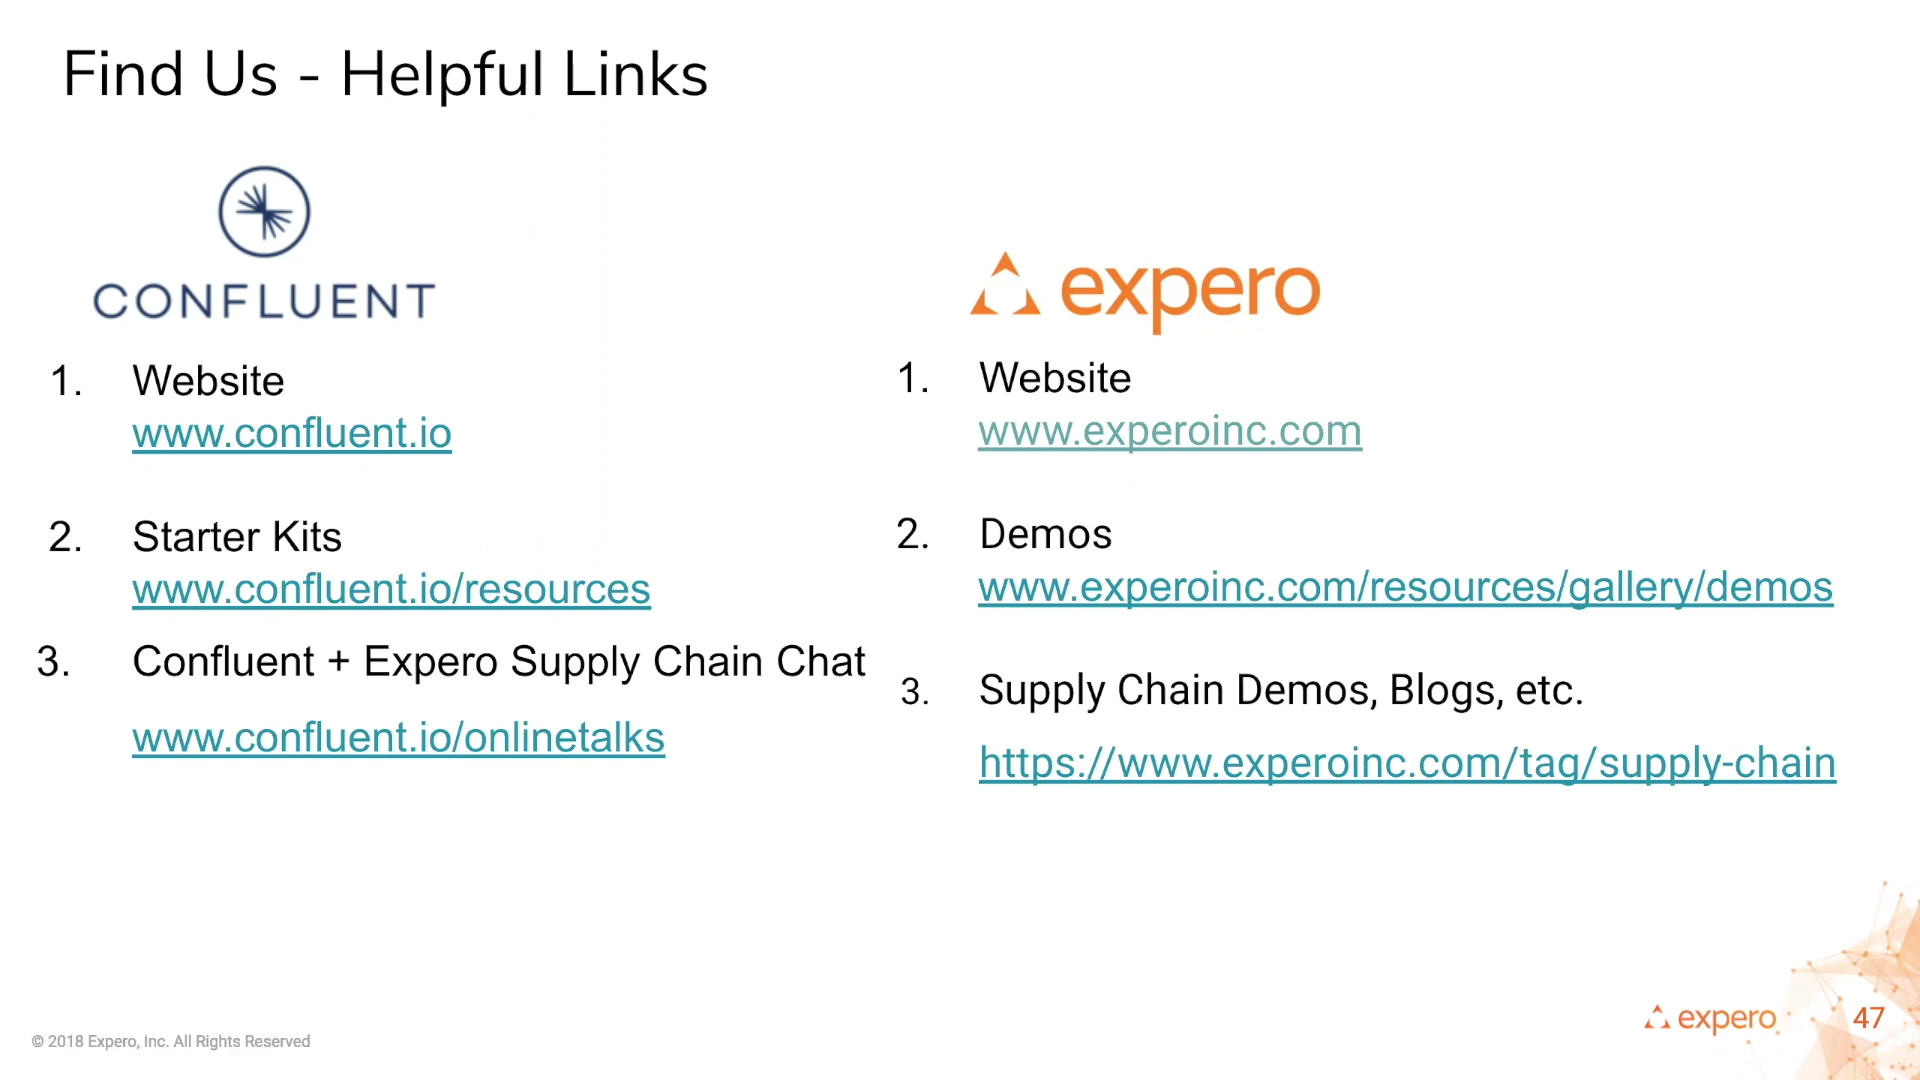 Find Us - Helpful Links
CONFLUENT
1. Website
www.confluent.io
2. Starter Kits
www.confluent.io/resources
3. Confluent + Expero Supply Chain Chat
www.confluent.io/onlinetalks
expero
1. Website
www.experoinc.com
2. Demos
www.experoinc.com/resources/gallery/demos
3. Supply Chain Demos, Blogs, etc.
https://www.experoinc.com/tag/supply-chain
© 2018 Expero, Inc. All Rights Reserved
expero
47